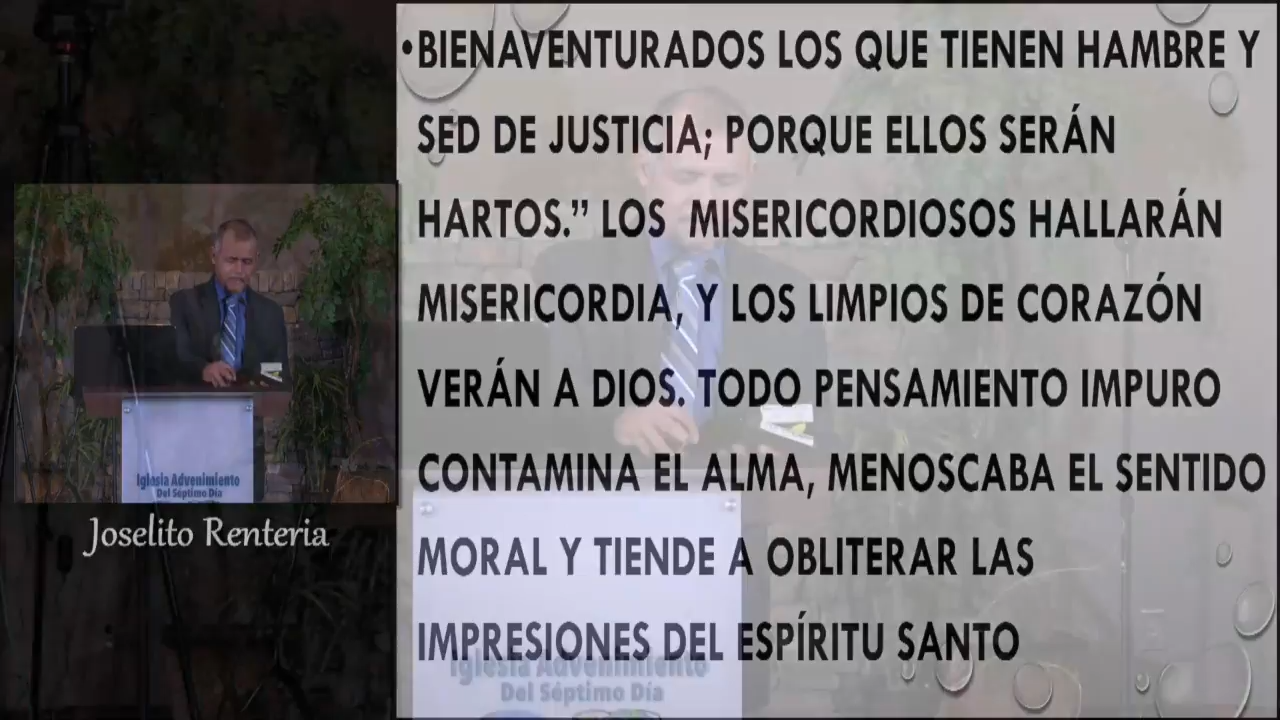 •BIENAVENTURADOS LOS QUE TIENEN HAMBRE Y
SED DE JUSTICIA; PORQUE ELLOS SERÁN
HARTOS.” LOS MISERICORDIOSOS HALLARÁN
MISERICORDIA, Y LOS LIMPIOS DE CORAZÓN
VERÁN A DIOS. TODO PENSAMIENTO IMPURO
CONTAMINA EL ALMA, MENOSCABA EL SENTIDO
MORAL Y TIENDE A OBLITERAR LAS
IMPRESIONES DEL ESPÍRITU SANTO
Iglesia Advenimiento
Del Séptimo Día
Joselito Renteria
Iglesia Advenimiento
Del Séptimo Día